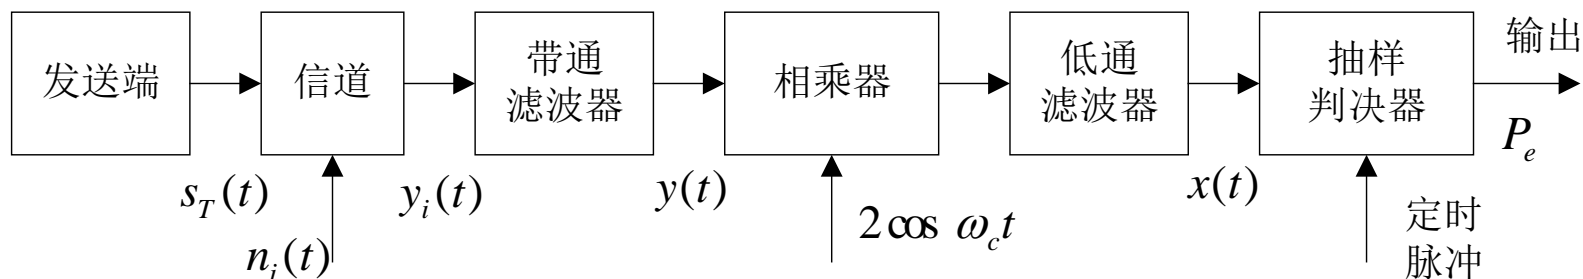 发送端
信道
带通
滤波器
相乘器
低通
滤波器
抽样
判决器
输出
P_e
s_T(t)
y_i(t)
y(t)
x(t)
n_i(t)
2cos ω_c t
定时
脉冲